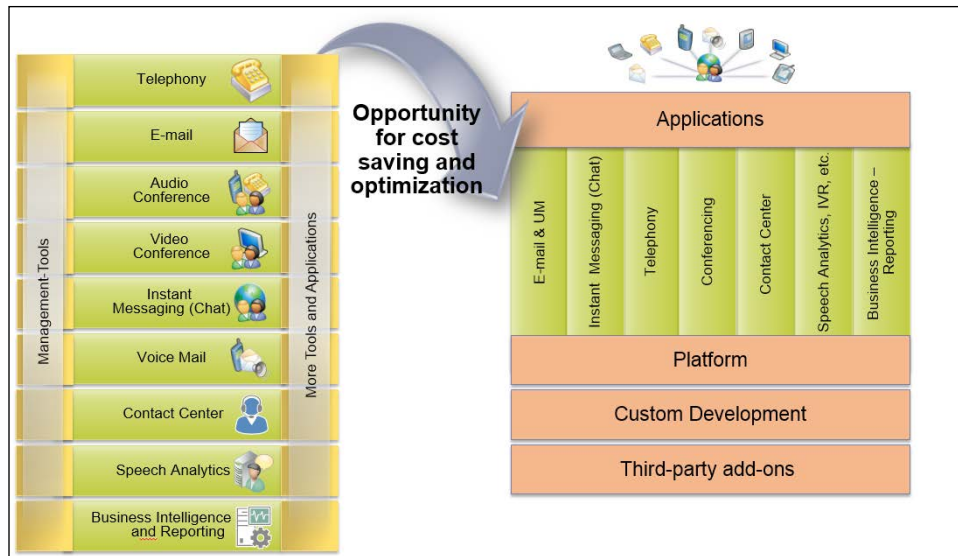 Telephony
E-mail
Audio
Conference
Video
Conference
Instant
Messaging (Chat)
Voice Mail
Contact Center
Speech Analytics
Business Intelligence
and Reporting
Management-Tools
More Tools and Applications
Opportunity
for cost
saving and
optimization
Applications
E-mail & UM
Instant Messaging (Chat)
Telephony
Conferencing
Contact Center
Speech Analytics, IVR, etc.
Business Intelligence –
Reporting
Platform
Custom Development
Third-party add-ons